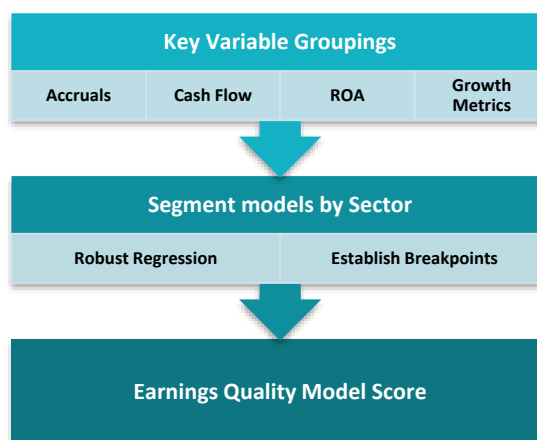 Key Variable Groupings
Accruals
Cash Flow
ROA
Growth
Metrics
Segment models by Sector
Robust Regression
Establish Breakpoints
Earnings Quality Model Score